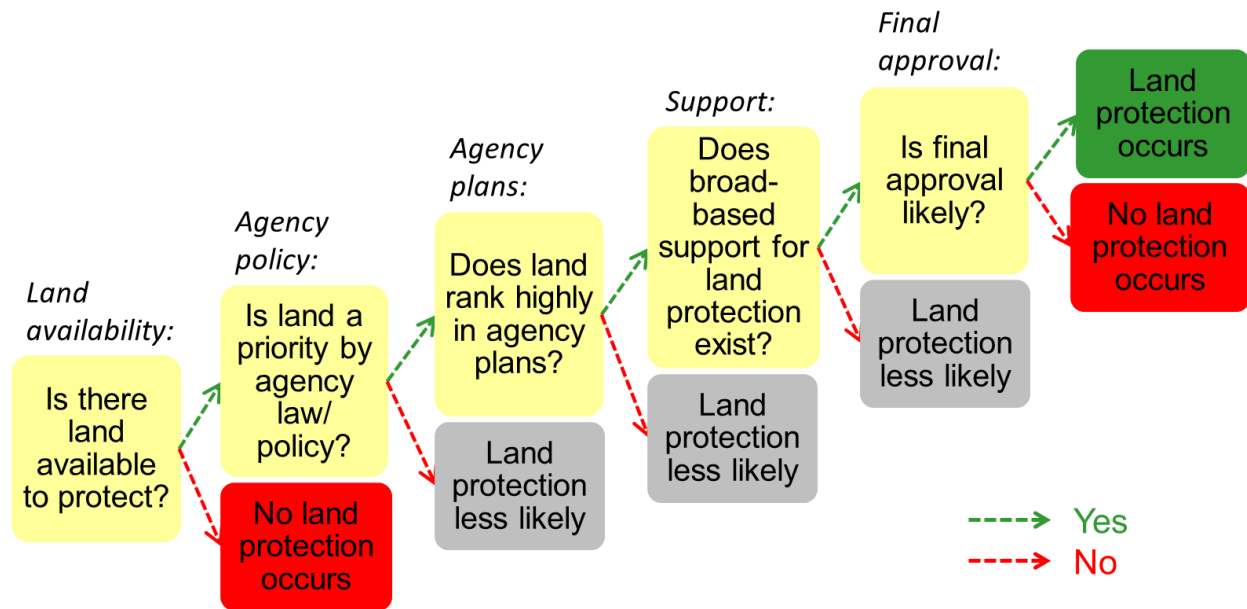 Land
availability:
Is there
land
available
to protect?
Agency
policy:
Is land a
priority by
agency
law/
policy?
No land
protection
occurs
Agency
plans:
Does land
rank highly
in agency
plans?
Land
protection
less likely
Support:
Does
broad-
based
support for
land
protection
exist?
Land
protection
less likely
Final
approval:
Is final
approval
likely?
Land
protection
less likely
Land
protection
occurs
No land
protection
occurs
Yes
No